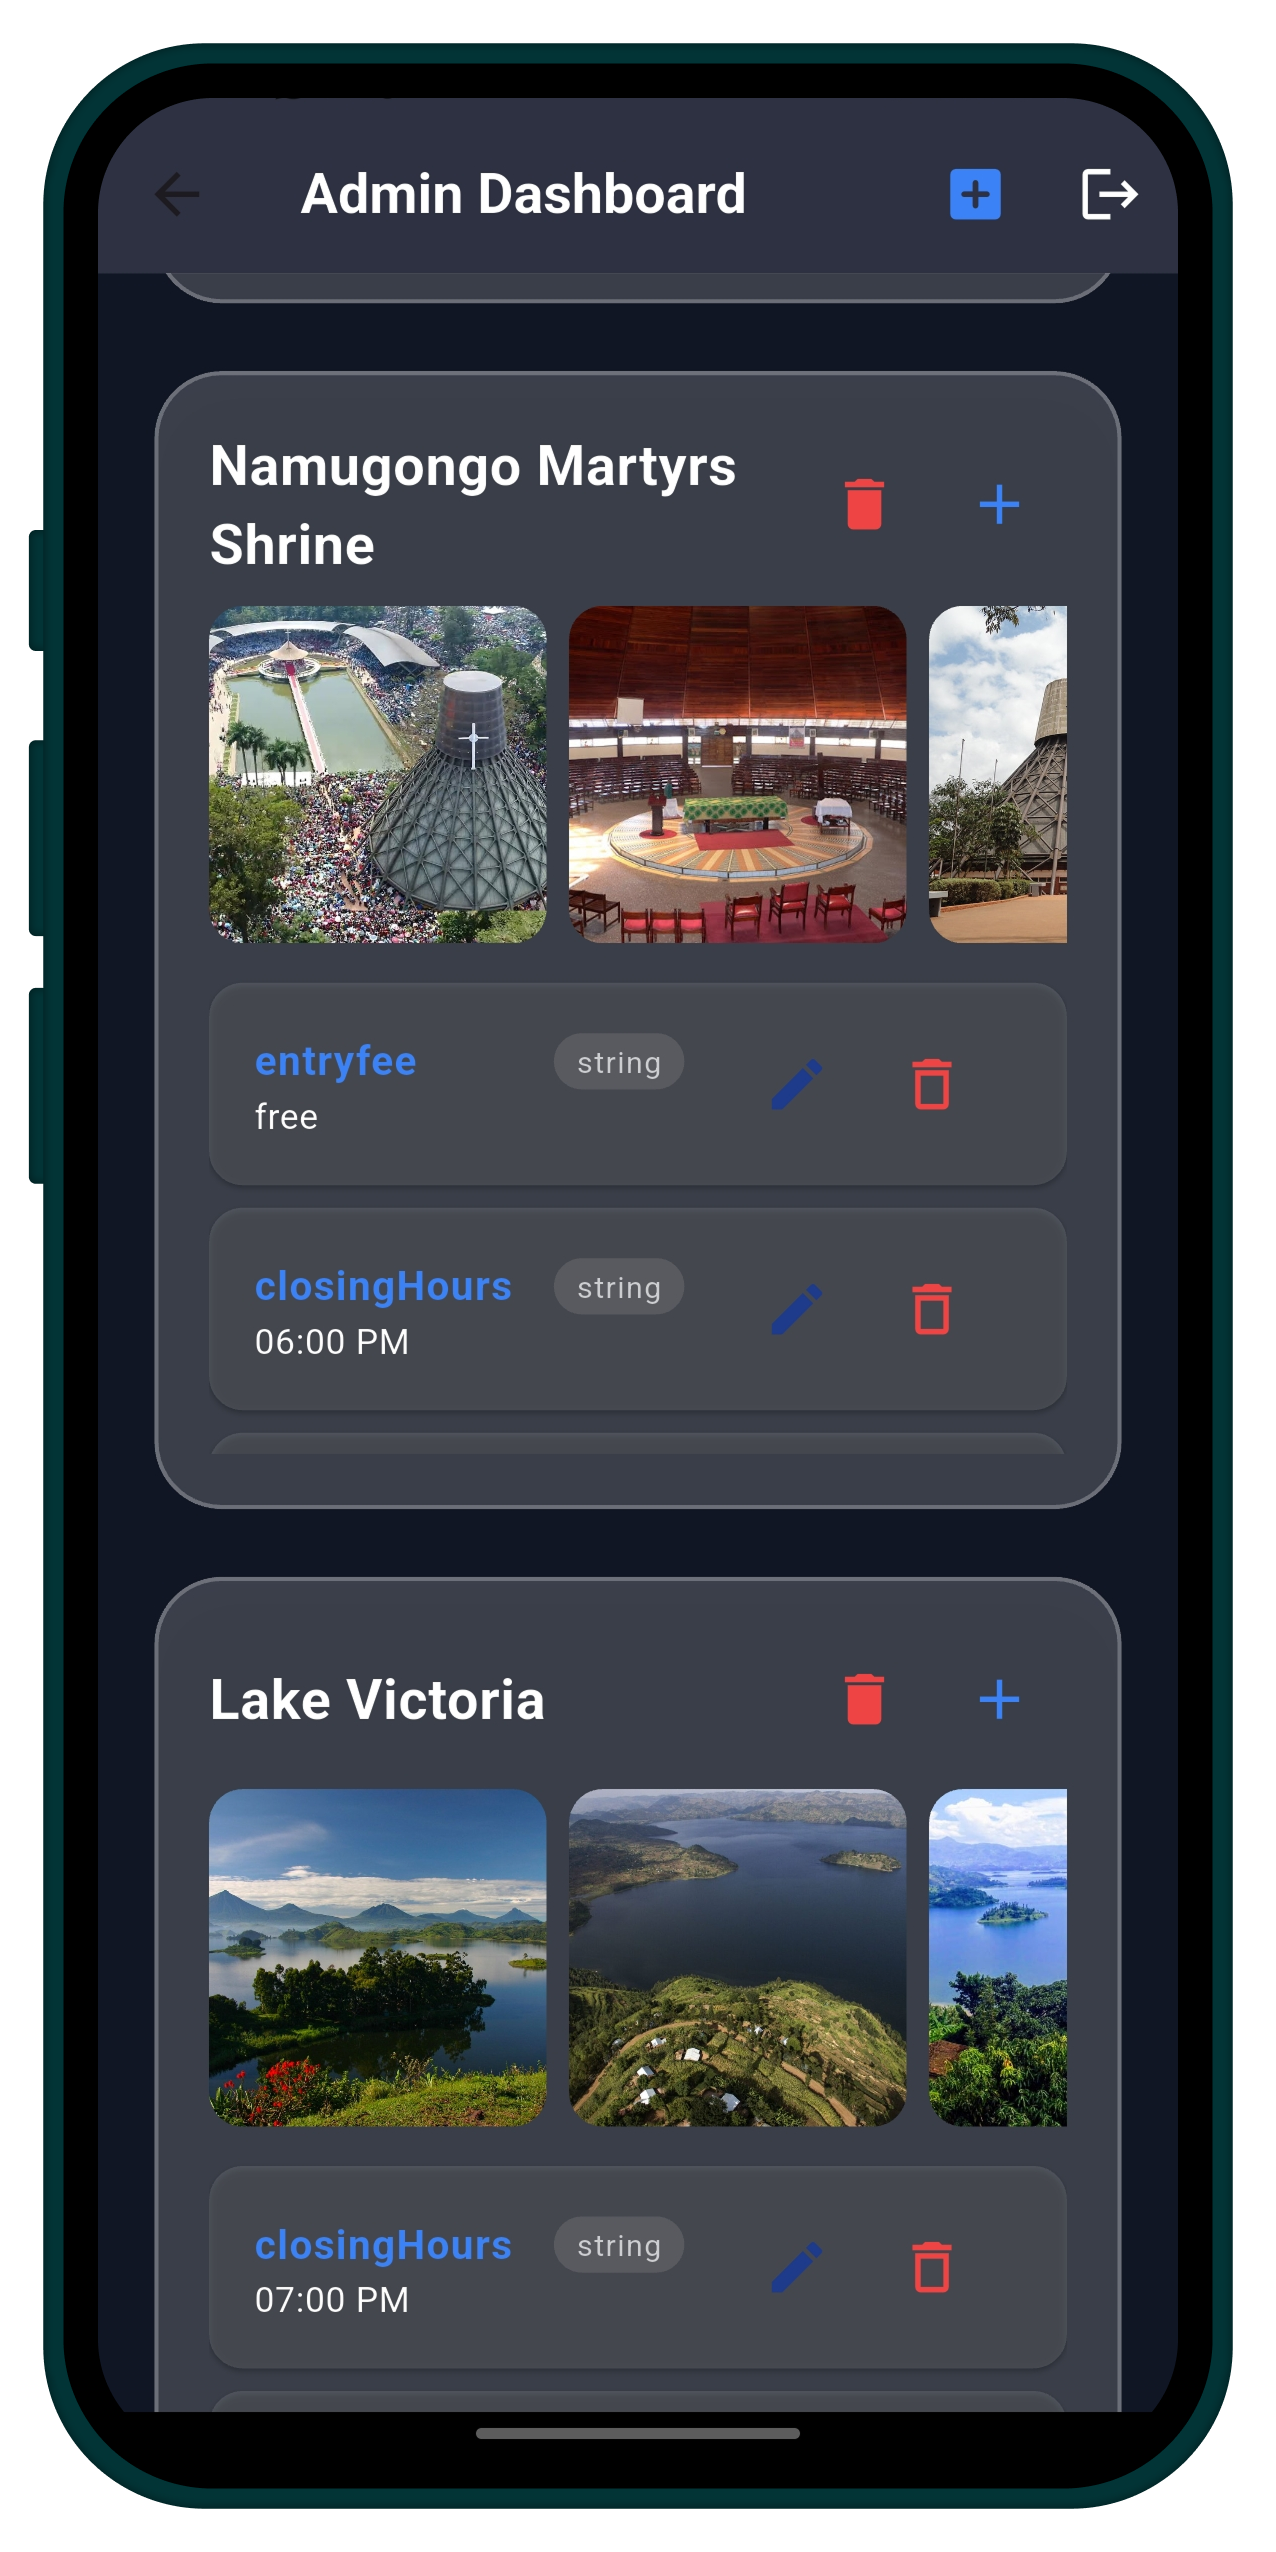 Admin Dashboard
Namugongo Martyrs
Shrine
entryfee string
free
closingHours string
06:00 PM
Lake Victoria
closingHours string
07:00 PM